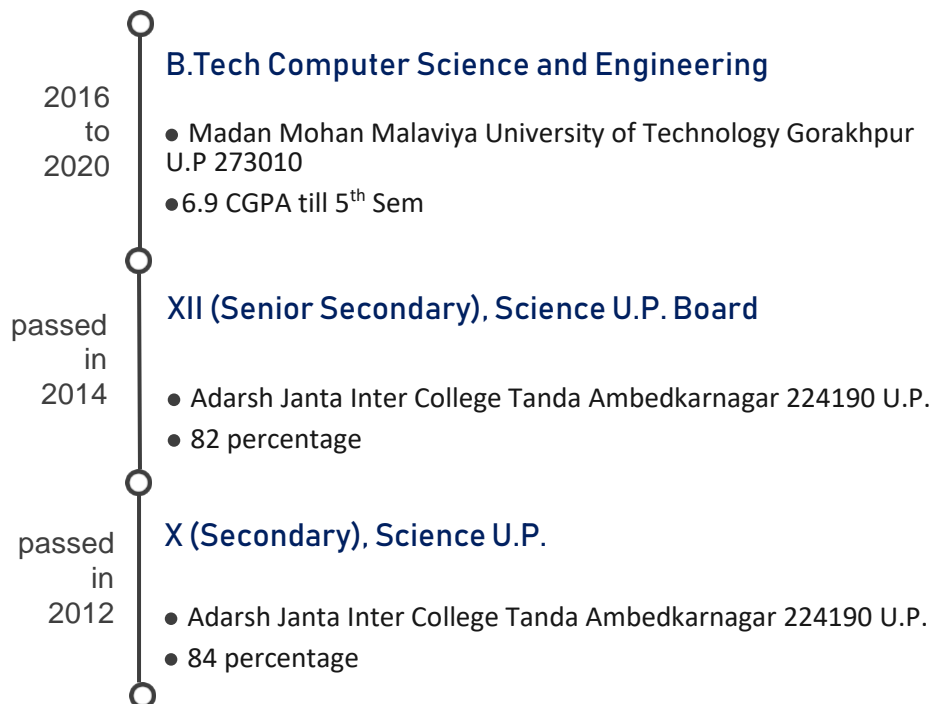 2016
to
2020
B.Tech Computer Science and Engineering
● Madan Mohan Malaviya University of Technology Gorakhpur
U.P 273010
●6.9 CGPA till 5th Sem
passed
in
2014
XII (Senior Secondary), Science U.P. Board
● Adarsh Janta Inter College Tanda Ambedkarnagar 224190 U.P.
● 82 percentage
passed
in
2012
X (Secondary), Science U.P.
● Adarsh Janta Inter College Tanda Ambedkarnagar 224190 U.P.
● 84 percentage